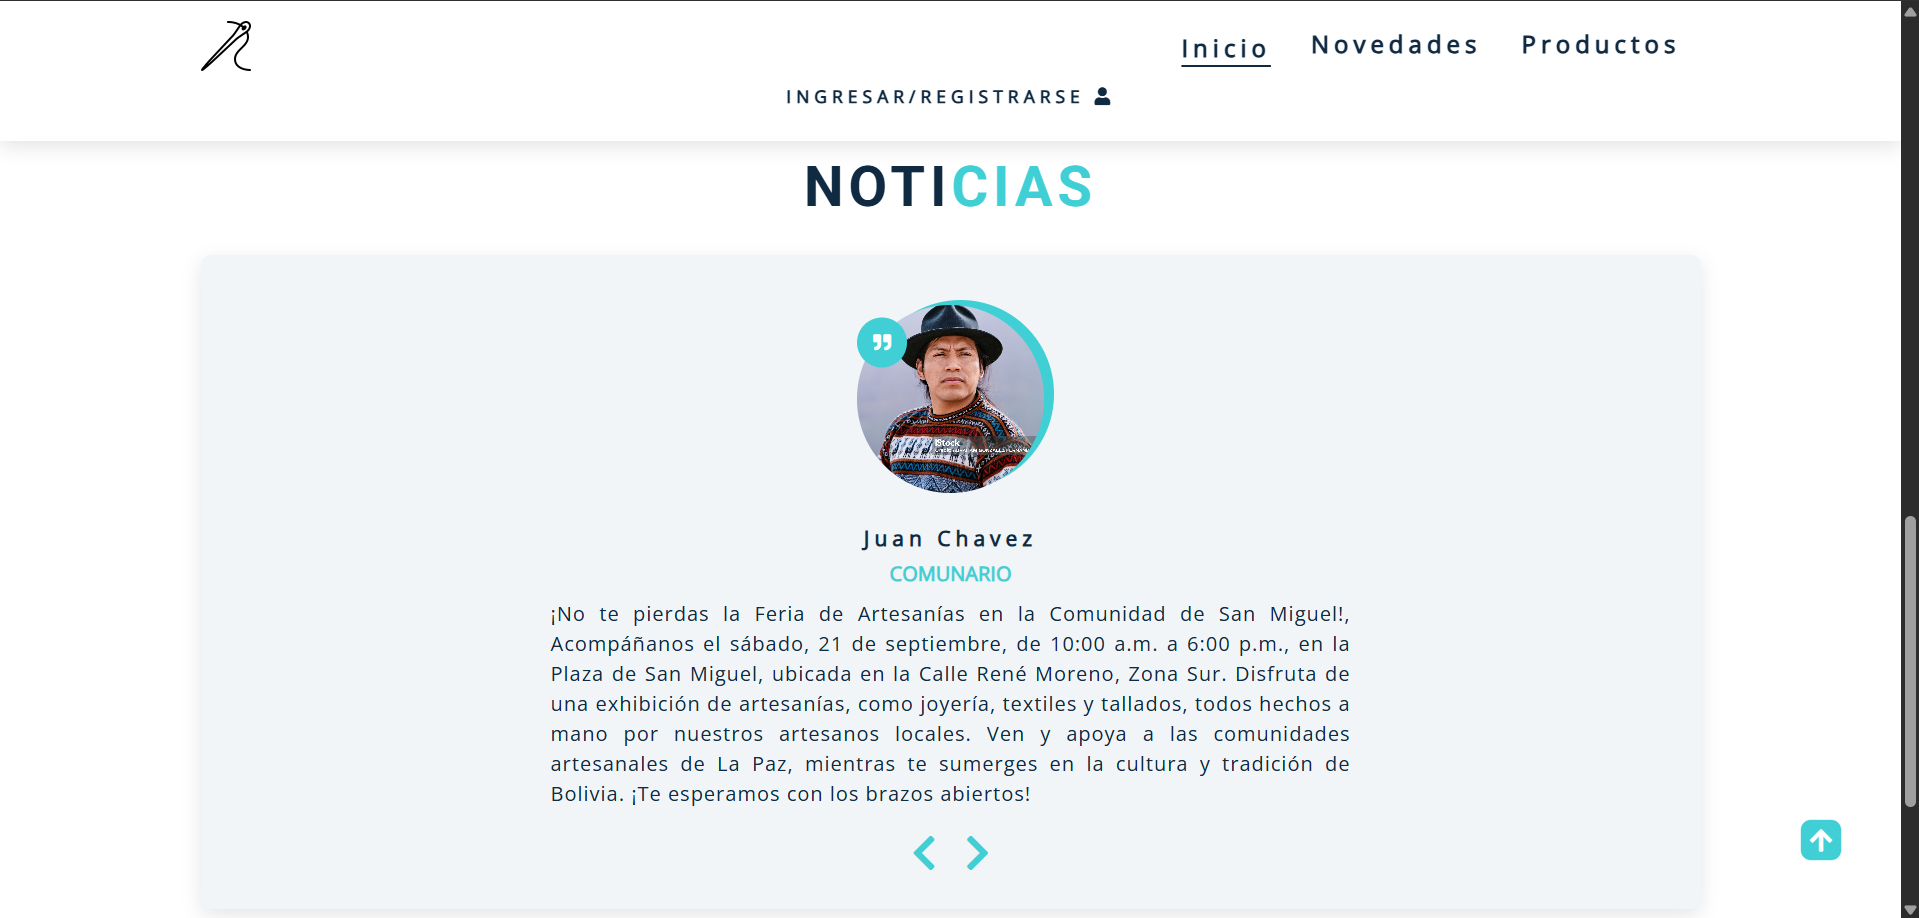 Inicio Novedades Productos
INGRESAR/REGISTRARSE
NOTICIAS
iStock
Juan Chavez
COMUNARIO
¡No te pierdas la Feria de Artesanías en la Comunidad de San Miguel!,
Acompáñanos el sábado, 21 de septiembre, de 10:00 a.m. a 6:00 p.m., en la
Plaza de San Miguel, ubicada en la Calle René Moreno, Zona Sur. Disfruta de
una exhibición de artesanías, como joyería, textiles y tallados, todos hechos a
mano por nuestros artesanos locales. Ven y apoya a las comunidades
artesanales de La Paz, mientras te sumerges en la cultura y tradición de
Bolivia. ¡Te esperamos con los brazos abiertos!